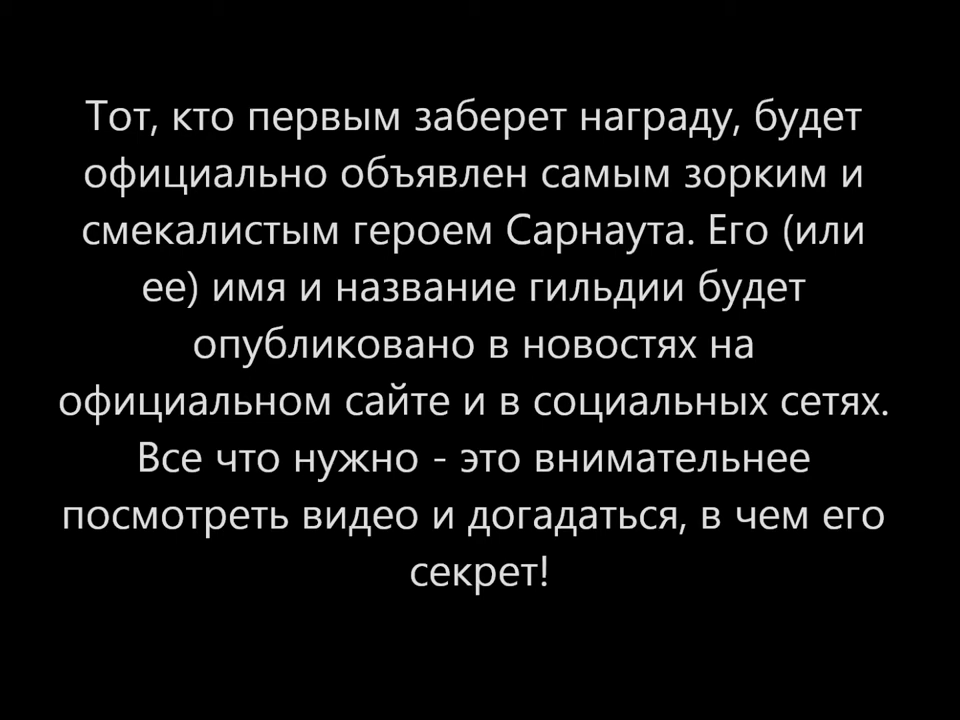 Тот, кто первым заберет награду, будет
официально объявлен самым зорким и
смекалистым героем Сарнаута. Его (или
ее) имя и название гильдии будет
опубликовано в новостях на
официальном сайте и в социальных сетях.
Все что нужно - это внимательнее
посмотреть видео и догадаться, в чем его
секрет!